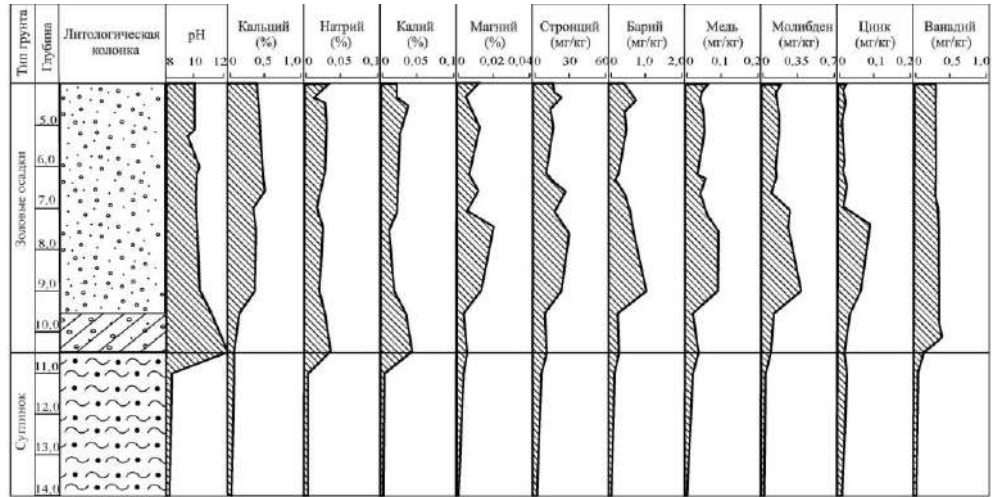 Тип грунта
Глубина
Литологическая колонка
pH
8 10 12
Кальций (%)
0 0,5 1,0
Натрий (%)
0 0,05 0,1
Калий (%)
0 0,05 0,1
Магний (%)
0 0,02 0,04
Стронций (мг/кг)
0 30 60
Барий (мг/кг)
0 1,0 2,0
Медь (мг/кг)
0 0,1 0,2
Молибден (мг/кг)
0 0,35 0,7
Цинк (мг/кг)
0 0,1 0,2
Ванадий (мг/кг)
0 0,5 1,0
Золовые осадки
5,0
6,0
7,0
8,0
9,0
10,0
Суглинок
11,0
12,0
13,0
14,0